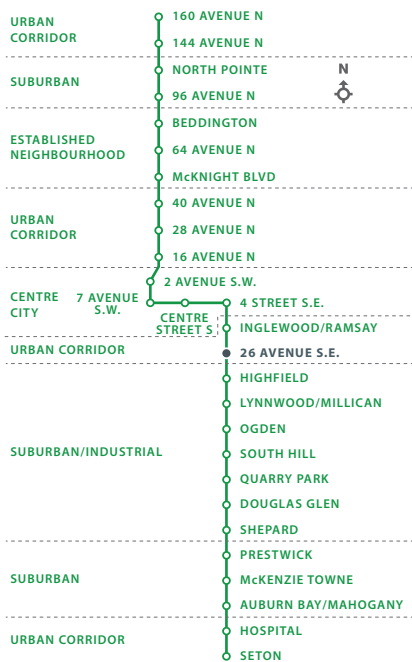 160 AVENUE N
URBAN
CORRIDOR
144 AVENUE N
NORTH POINTE
N
SUBURBAN
96 AVENUE N
BEDDINGTON
ESTABLISHED
NEIGHBOURHOOD
64 AVENUE N
McKNIGHT BLVD
40 AVENUE N
URBAN
CORRIDOR
28 AVENUE N
16 AVENUE N
2 AVENUE S.W.
CENTRE
CITY
7 AVENUE
S.W.
4 STREET S.E.
CENTRE
STREET S
INGLEWOOD/RAMSAY
URBAN CORRIDOR
26 AVENUE S.E.
HIGHFIELD
LYNNWOOD/MILLICAN
OGDEN
SUBURBAN/INDUSTRIAL
SOUTH HILL
QUARRY PARK
DOUGLAS GLEN
SHEPARD
PRESTWICK
SUBURBAN
McKENZIE TOWNE
AUBURN BAY/MAHOGANY
HOSPITAL
URBAN CORRIDOR
SETON